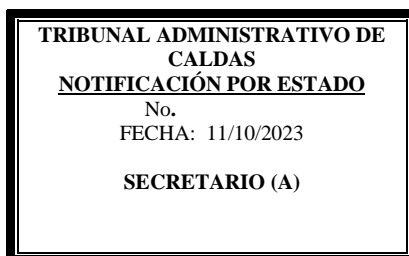 TRIBUNAL ADMINISTRATIVO DE
CALDAS
NOTIFICACIÓN POR ESTADO
No.
FECHA: 11/10/2023
SECRETARIO (A)